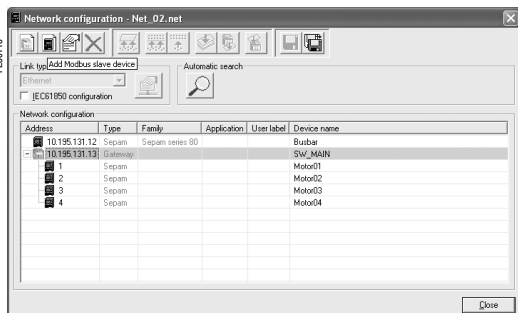 Network configuration - Net_02.net
Add Modbus slave device
Link typ
Automatic search
Ethernet
IEC61850 configuration
Network configuration
Address Type Family Application User label Device name
10.195.131.12 Sepam Sepam series 80 Busbar
10.195.131.13 Gateway SW_MAIN
1 Sepam Motor01
2 Sepam Motor02
3 Sepam Motor03
4 Sepam Motor04
Close